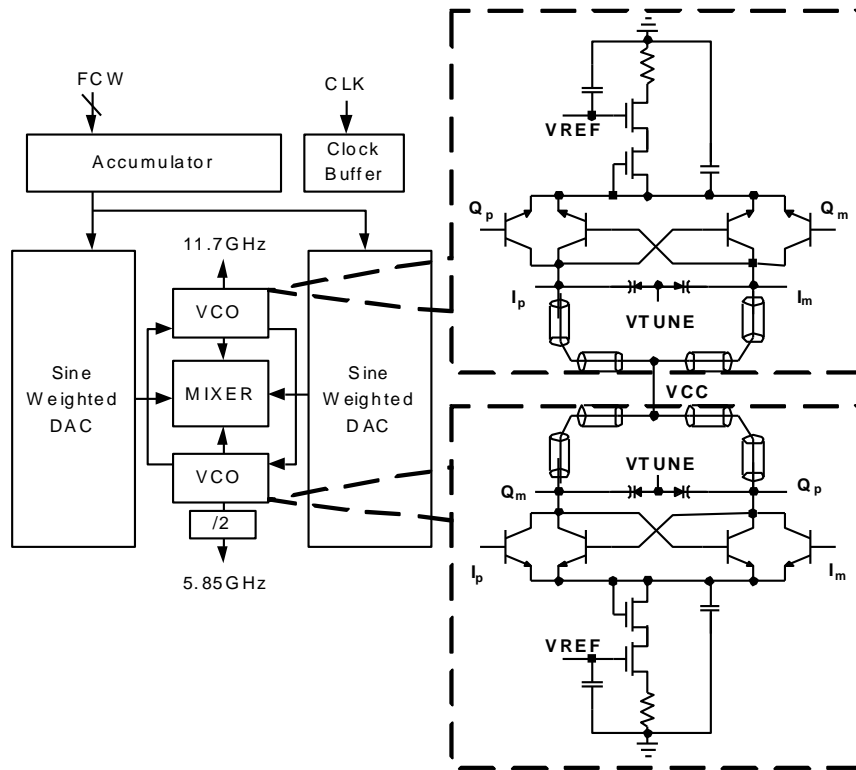 FCW
CLK
Accumulator
Clock
Buffer
11.7GHz
VCO
Sine
Weighted
DAC
MIXER
Sine
Weighted
DAC
VCO
/2
5.85GHz
VREF
Qp
Qm
Ip
Im
VTUNE
VCC
VTUNE
Qm
Qp
Ip
Im
VREF